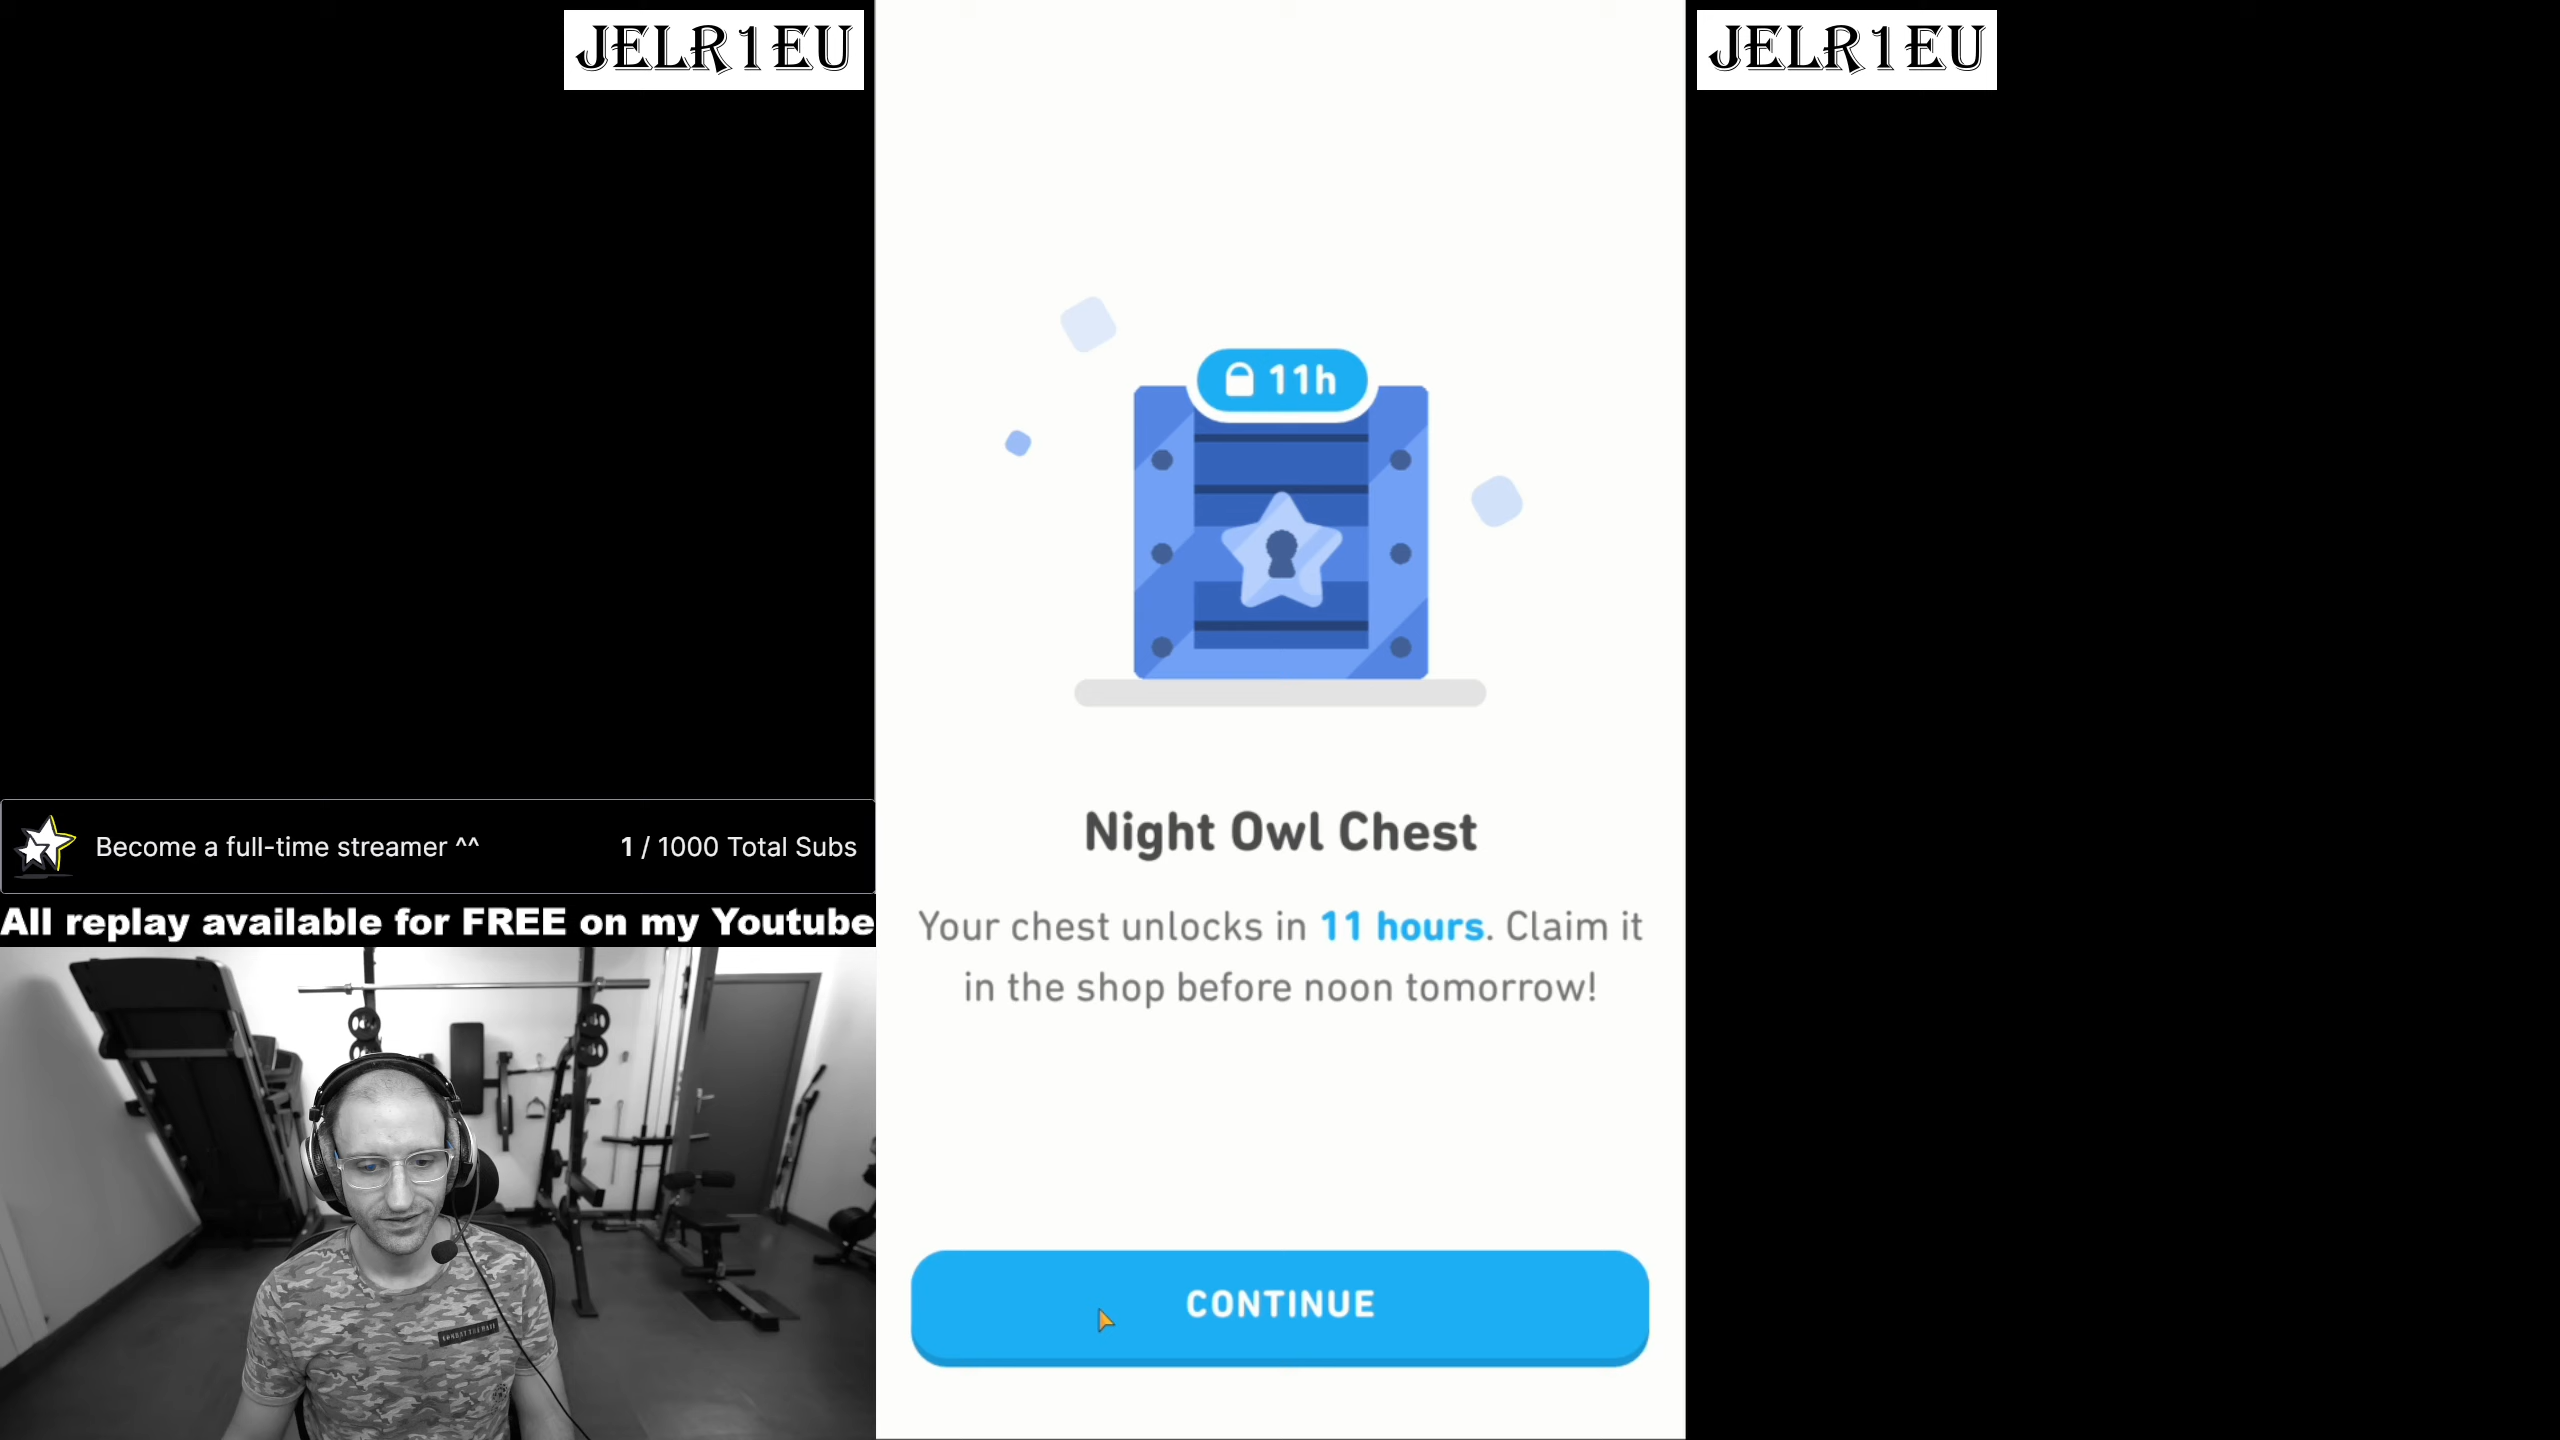 JELR1EU
JELR1EU
11h
Night Owl Chest
Your chest unlocks in 11 hours. Claim it
in the shop before noon tomorrow!
CONTINUE
Become a full-time streamer ^^ 1 / 1000 Total Subs
All replay available for FREE on my Youtube